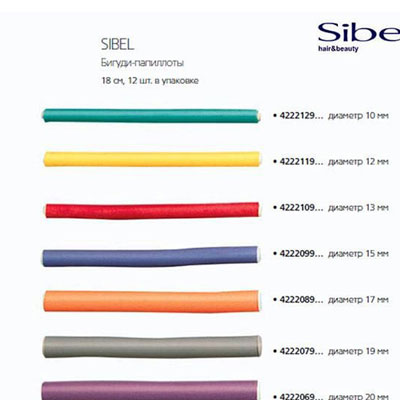 Sibe
hair&beauty
SIBEL
Бигуди-папиллоты
18 см, 12 шт. в упаковке
• 4222129... диаметр 10 мм
• 4222119... диаметр 12 мм
• 4222109... диаметр 13 мм
• 4222099... диаметр 15 мм
• 4222089... диаметр 17 мм
• 4222079... диаметр 19 мм
• 4222069... диаметр 20 мм